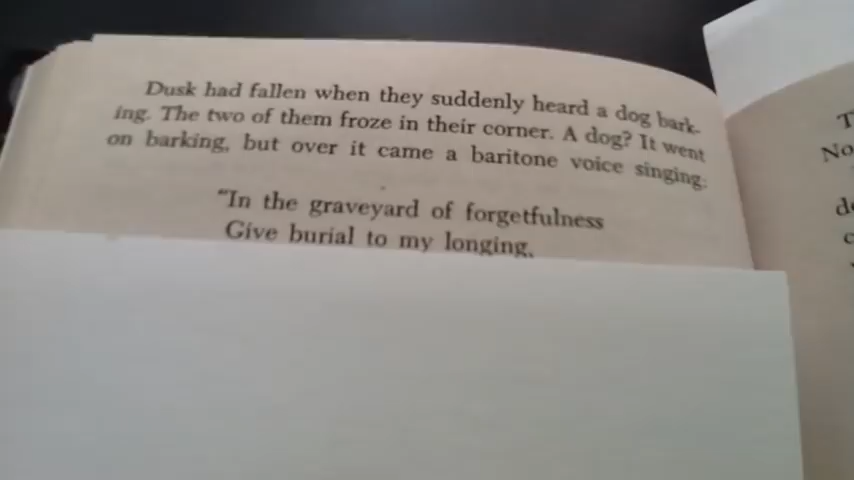 Dusk had fallen when they suddenly heard a dog bark-
ing. The two of them froze in their corner. A dog? It went
on barking, but over it came a baritone voice singing:
“In the graveyard of forgetfulness
Give burial to my longing,
T
No
d
c